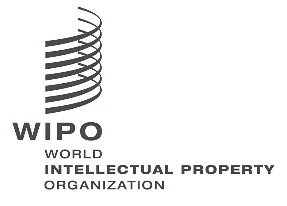 WIPO
WORLD
INTELLECTUAL PROPERTY
ORGANIZATION